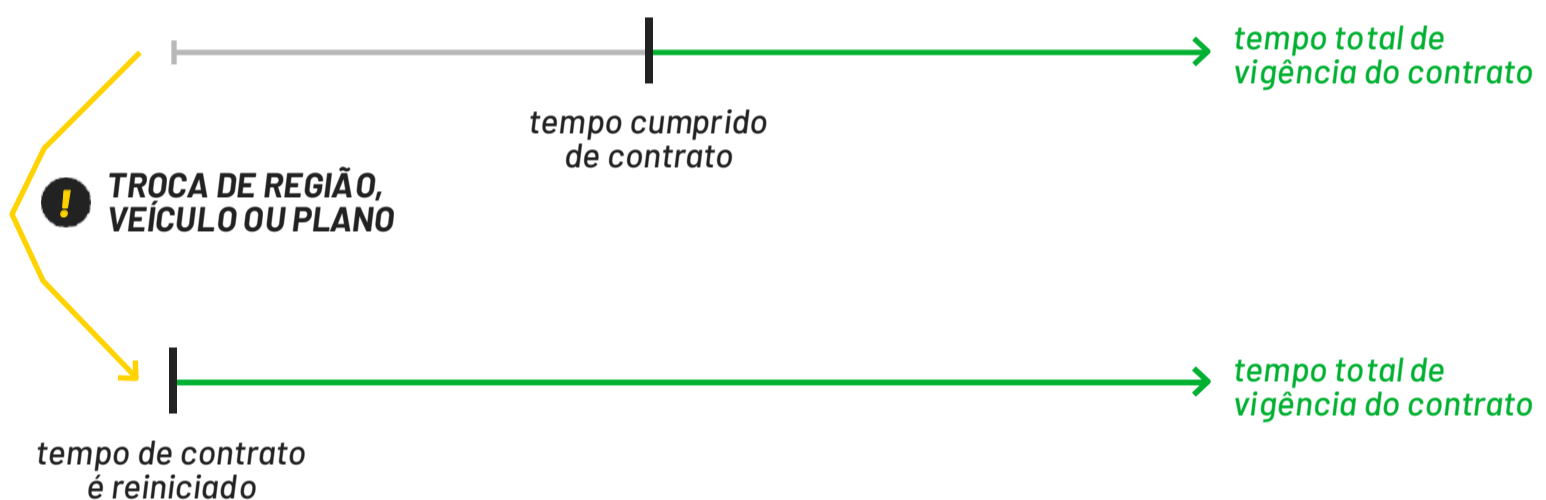 tempo total de
vigência do contrato
tempo cumprido
de contrato
!
TROCA DE REGIÃO,
VEÍCULO OU PLANO
tempo total de
vigência do contrato
tempo de contrato
é reiniciado